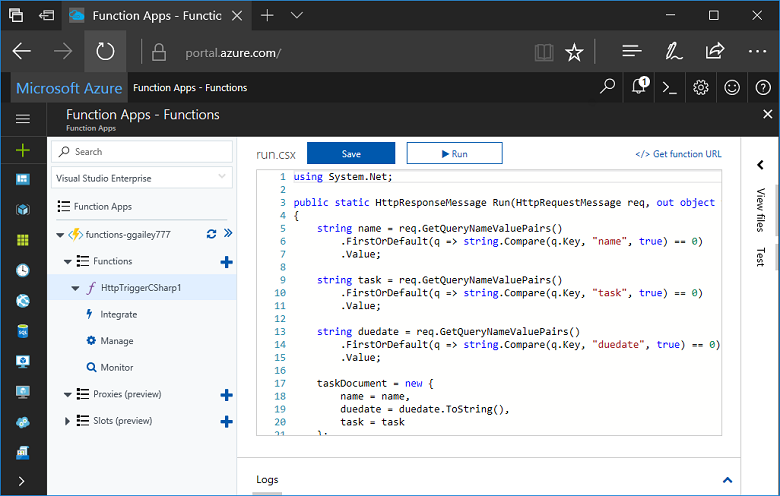 Function Apps - Functio
portal.azure.com/
Microsoft Azure Function Apps - Functions
1
Function Apps - Functions
Function Apps
Search
Visual Studio Enterprise
Function Apps
functions-ggailey777
Functions
HttpTriggerCSharp1
Integrate
Manage
Monitor
Proxies (preview)
Slots (preview)
run.csx Save Run </> Get function URL
1 using System.Net;
2
3 public static HttpResponseMessage Run(HttpRequestMessage req, out object
4 {
5 string name = req.GetQueryNameValuePairs()
6 .FirstOrDefault(q => string.Compare(q.Key, "name", true) == 0)
7 .Value;
8
9 string task = req.GetQueryNameValuePairs()
10 .FirstOrDefault(q => string.Compare(q.Key, "task", true) == 0)
11 .Value;
12
13 string duedate = req.GetQueryNameValuePairs()
14 .FirstOrDefault(q => string.Compare(q.Key, "duedate", true) == 0)
15 .Value;
16
17 taskDocument = new {
18 name = name,
19 duedate = duedate.ToString(),
20 task = task
21 };
Logs
View files
Test